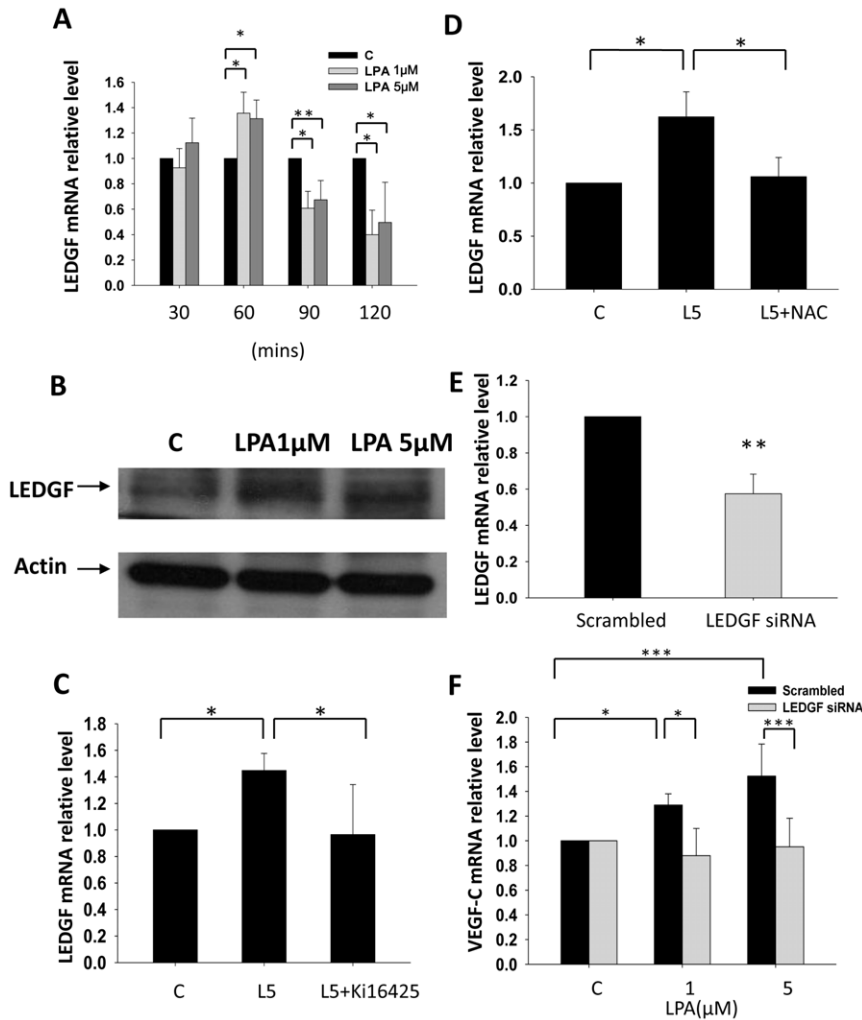 A
*
*
**
*
*
*
C
LPA 1μM
LPA 5μM
LEDGF mRNA relative level
1.6
1.4
1.2
1.0
0.8
0.6
0.4
0.2
0.0
30 60 90 120
(mins)
B
C LPA1μM LPA 5μM
LEDGF
Actin
C
* *
LEDGF mRNA relative level
1.8
1.6
1.4
1.2
1.0
0.8
0.6
0.4
0.2
0.0
C L5 L5+Ki16425
D
* *
LEDGF mRNA relative level
2.0
1.5
1.0
0.5
0.0
C L5 L5+NAC
E
LEDGF mRNA relative level
1.2
1.0
0.8
0.6
0.4
0.2
0.0
**
Scrambled LEDGF siRNA
F
***
* *
***
Scrambled
LEDGF siRNA
VEGF-C mRNA relative level
2.0
1.8
1.6
1.4
1.2
1.0
0.8
0.6
0.4
0.2
0.0
C 1 5
LPA(μM)